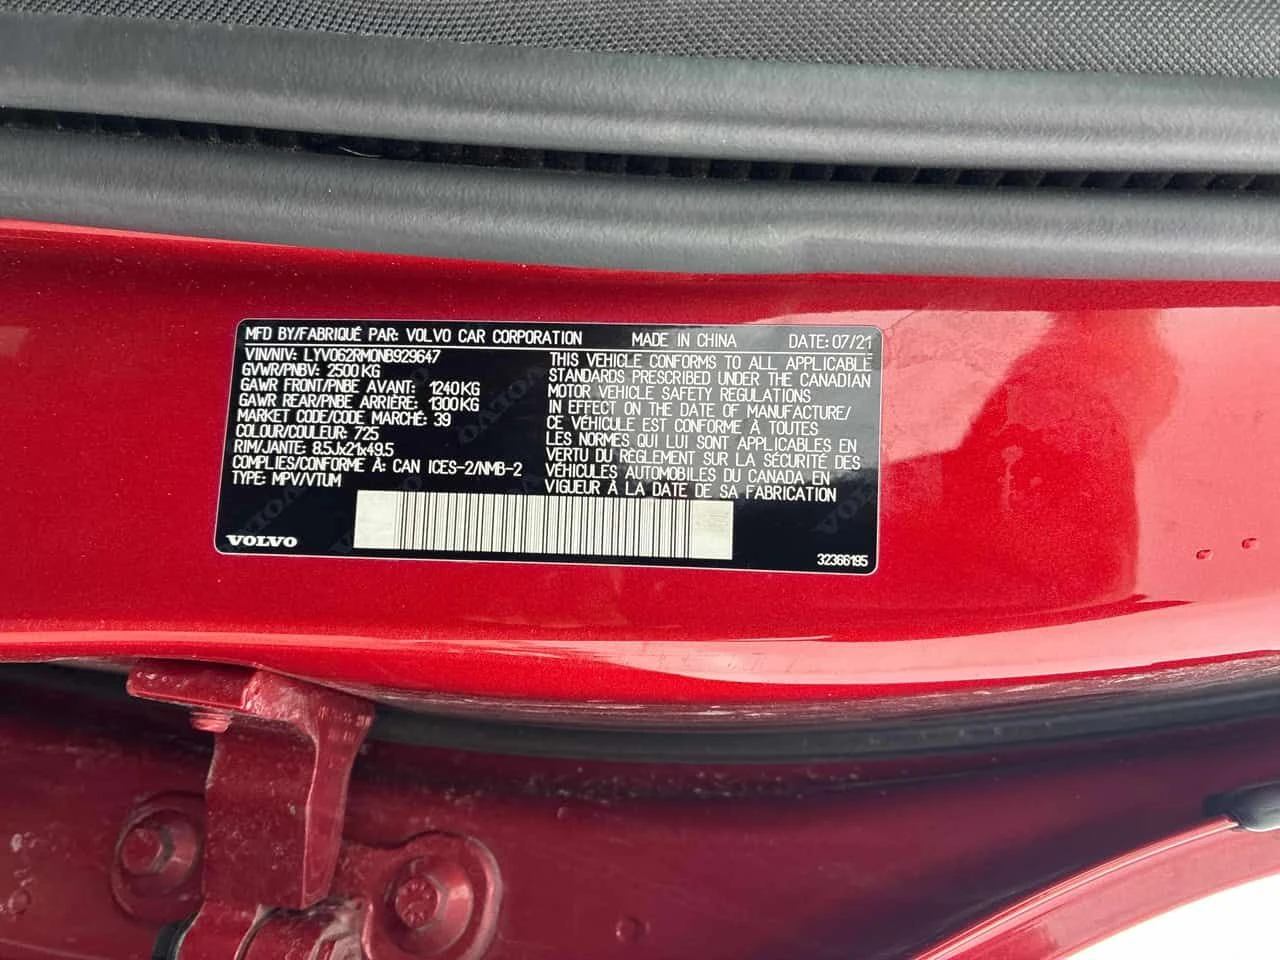 MFD BY/FABRIQUÉ PAR: VOLVO CAR CORPORATION MADE IN CHINA DATE: 07/21
VIN/NIV: LYV062RM0NB929647
GVWR/PNBV: 2500 KG
GAWR FRONT/PNBE AVANT: 1240 KG
GAWR REAR/PNBE ARRIÈRE: 1300 KG
MARKET CODE/CODE MARCHÉ: 39
COLOUR/COULEUR: 725
RIM/JANTE: 8.5Jx21x49.5
COMPLIES/CONFORME À: CAN ICES-2/NMB-2
TYPE: MPV/VTUM
THIS VEHICLE CONFORMS TO ALL APPLICABLE
STANDARDS PRESCRIBED UNDER THE CANADIAN
MOTOR VEHICLE SAFETY REGULATIONS
IN EFFECT ON THE DATE OF MANUFACTURE/
CE VÉHICULE EST CONFORME À TOUTES
LES NORMES QUI LUI SONT APPLICABLES EN
VERTU DU RÈGLEMENT SUR LA SÉCURITÉ DES
VÉHICULES AUTOMOBILES DU CANADA EN
VIGUEUR À LA DATE DE SA FABRICATION
VOLVO
32366195